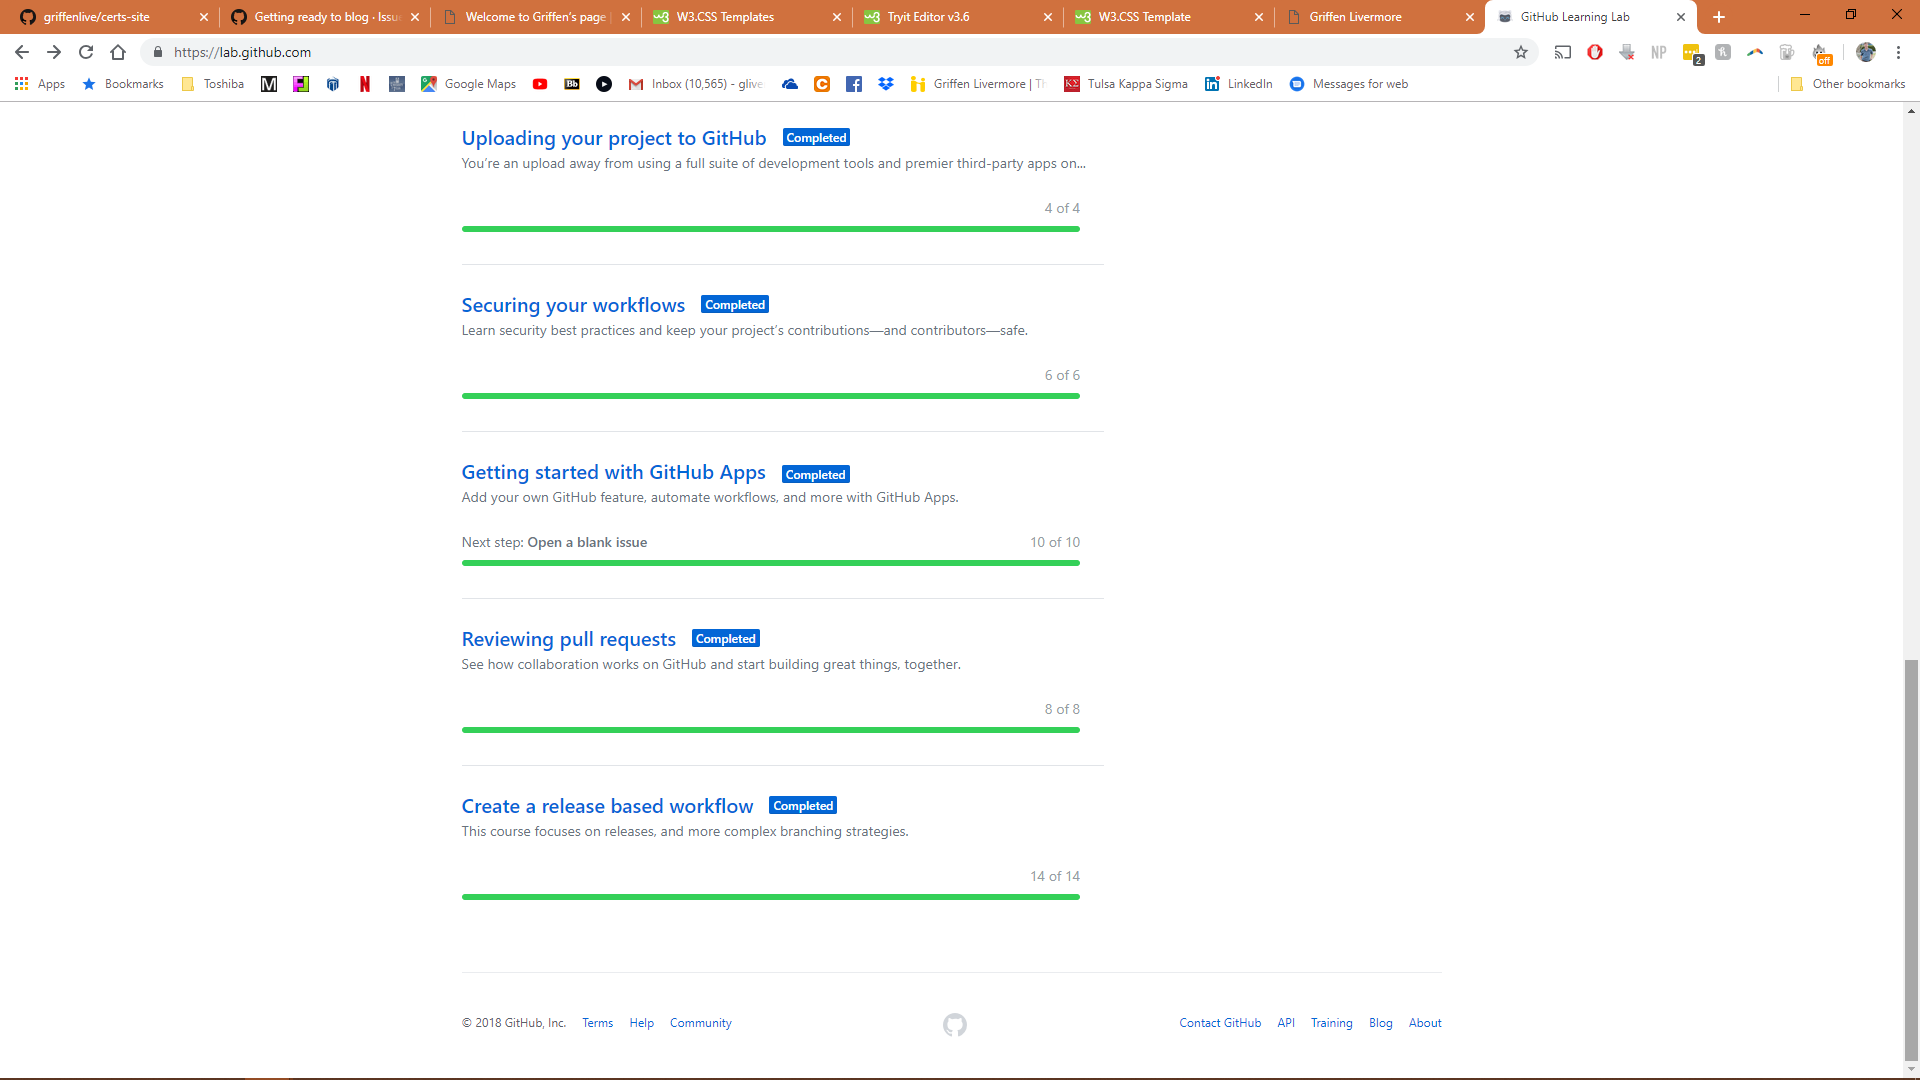 griffenlive/certs-site
Getting ready to blog · Issu
Welcome to Griffen's page
W3.CSS Templates
Tryit Editor v3.6
W3.CSS Template
Griffen Livermore
GitHub Learning Lab
https://lab.github.com
NP
2
off
Apps
Bookmarks
Toshiba
Google Maps
Bb
Inbox (10,565) - glive
Griffen Livermore | Th
Tulsa Kappa Sigma
LinkedIn
Messages for web
Other bookmarks
Uploading your project to GitHub Completed
You’re an upload away from using a full suite of development tools and premier third-party apps on...
4 of 4
Securing your workflows Completed
Learn security best practices and keep your project’s contributions—and contributors—safe.
6 of 6
Getting started with GitHub Apps Completed
Add your own GitHub feature, automate workflows, and more with GitHub Apps.
Next step: Open a blank issue 10 of 10
Reviewing pull requests Completed
See how collaboration works on GitHub and start building great things, together.
8 of 8
Create a release based workflow Completed
This course focuses on releases, and more complex branching strategies.
14 of 14
© 2018 GitHub, Inc. Terms Help Community Contact GitHub API Training Blog About